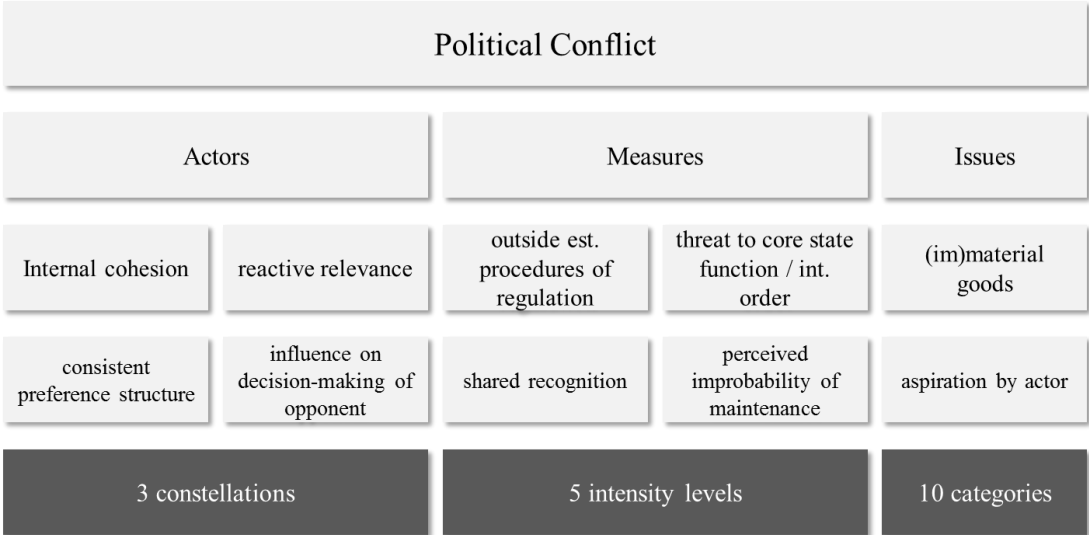 Political Conflict
Actors
Measures
Issues
Internal cohesion
reactive relevance
outside est.
procedures of
regulation
threat to core state
function / int.
order
(im)material
goods
consistent
preference structure
influence on
decision-making of
opponent
shared recognition
perceived
improbability of
maintenance
aspiration by actor
3 constellations
5 intensity levels
10 categories